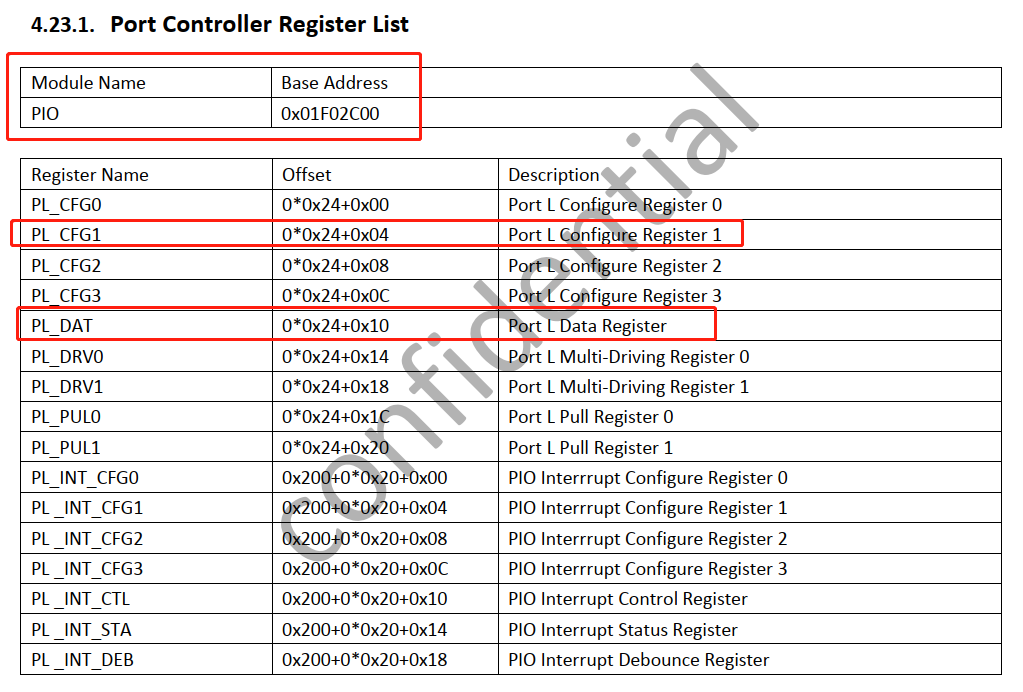 4.23.1. Port Controller Register List
Module Name Base Address
PIO 0x01F02C00
Register Name Offset Description
PL_CFG0 0*0x24+0x00 Port L Configure Register 0
PL_CFG1 0*0x24+0x04 Port L Configure Register 1
PL_CFG2 0*0x24+0x08 Port L Configure Register 2
PL_CFG3 0*0x24+0x0C Port L Configure Register 3
PL_DAT 0*0x24+0x10 Port L Data Register
PL_DRV0 0*0x24+0x14 Port L Multi-Driving Register 0
PL_DRV1 0*0x24+0x18 Port L Multi-Driving Register 1
PL_PUL0 0*0x24+0x1C Port L Pull Register 0
PL_PUL1 0*0x24+0x20 Port L Pull Register 1
PL_INT_CFG0 0x200+0*0x20+0x00 PIO Interrrupt Configure Register 0
PL _INT_CFG1 0x200+0*0x20+0x04 PIO Interrrupt Configure Register 1
PL _INT_CFG2 0x200+0*0x20+0x08 PIO Interrrupt Configure Register 2
PL _INT_CFG3 0x200+0*0x20+0x0C PIO Interrrupt Configure Register 3
PL _INT_CTL 0x200+0*0x20+0x10 PIO Interrupt Control Register
PL _INT_STA 0x200+0*0x20+0x14 PIO Interrupt Status Register
PL _INT_DEB 0x200+0*0x20+0x18 PIO Interrupt Debounce Register
confidential